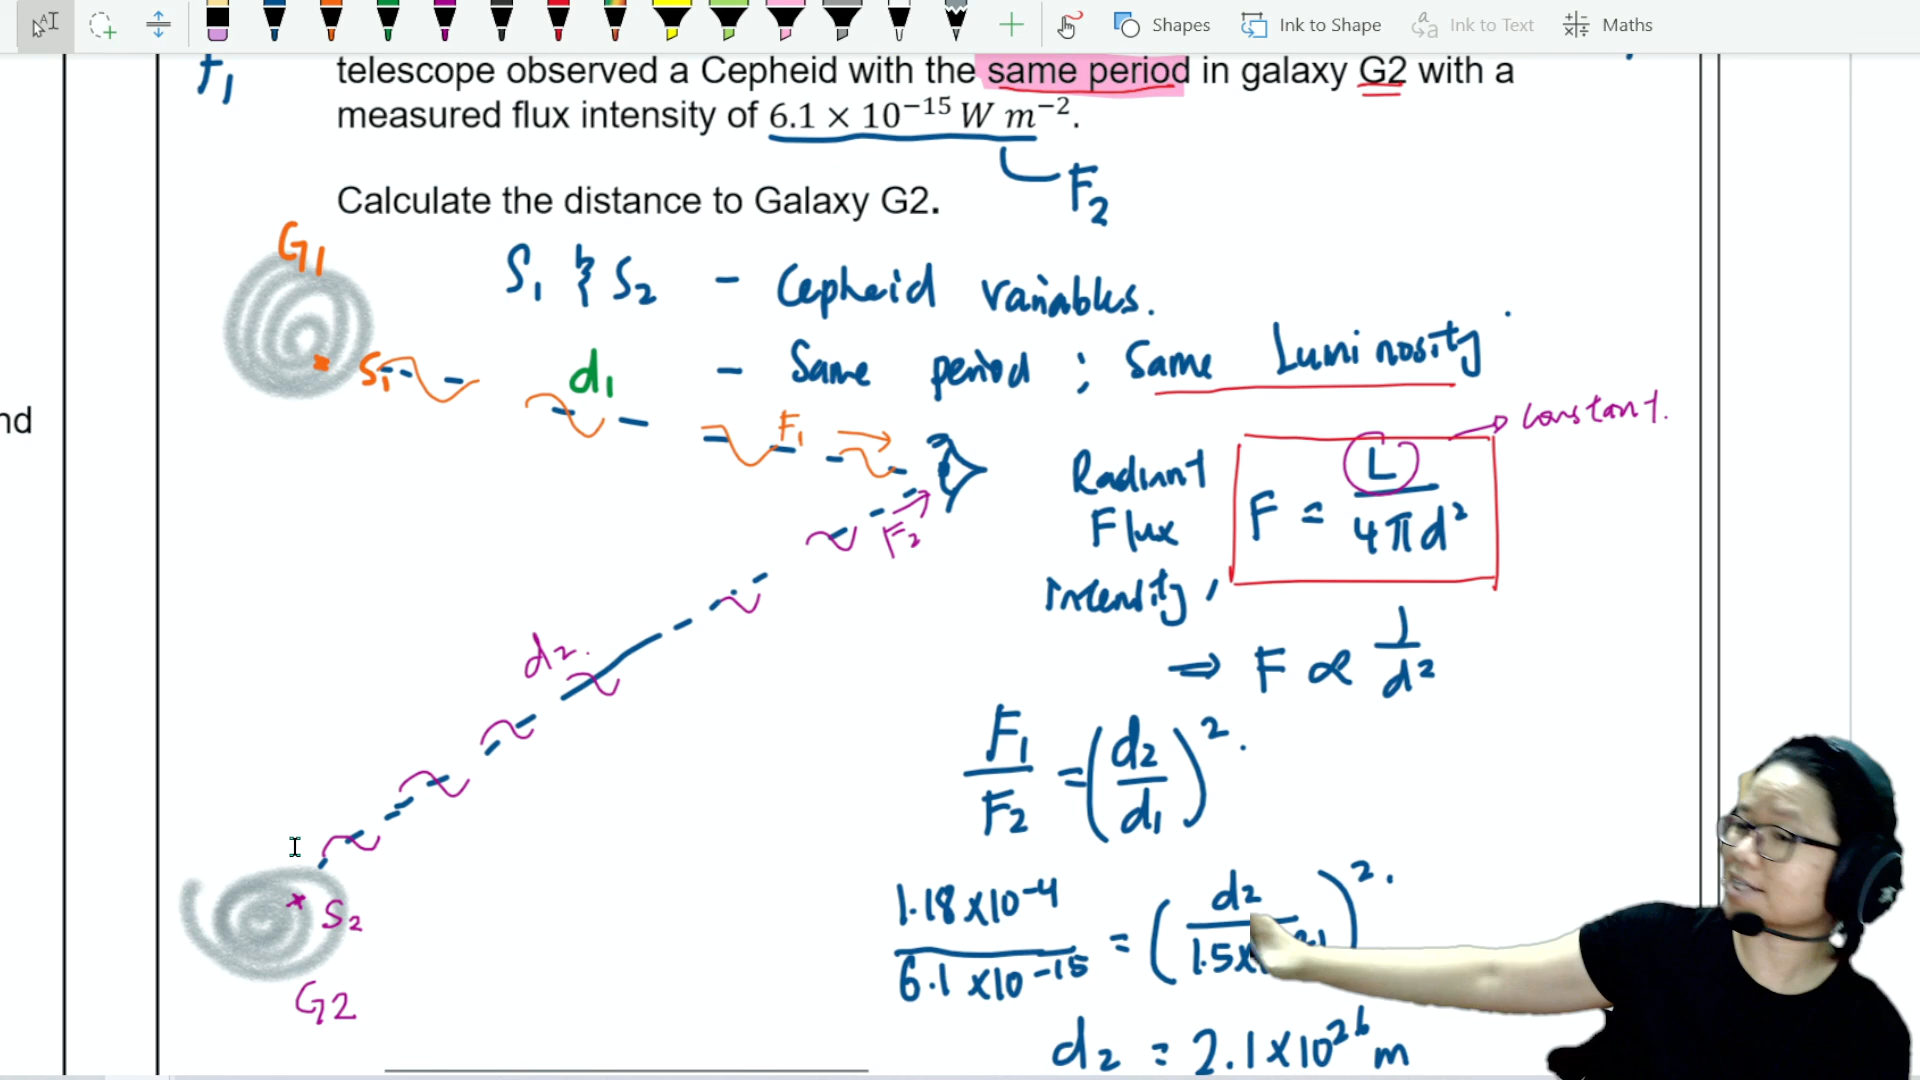 Shapes Ink to Shape Ink to Text Maths
F₁
telescope observed a Cepheid with the same period in galaxy G2 with a
measured flux intensity of 6.1 × 10⁻¹⁵ W m⁻².
F₂
Calculate the distance to Galaxy G2.
G1
S₁ & S₂ - Cepheid variables.
S₁
d₁
- Same period ; Same Luminosity
nd
F₁
constant.
Radiant
Flux
Intensity,
F = L / 4πd²
F₂
⇒ F ∝ 1/d²
d₂.
F₁/F₂ = (d₂/d₁)².
S₂
G2
1.18×10⁻⁴ / 6.1×10⁻¹⁵ = (d₂ / 1.5×
)².
d₂ = 2.1×10²⁶ m